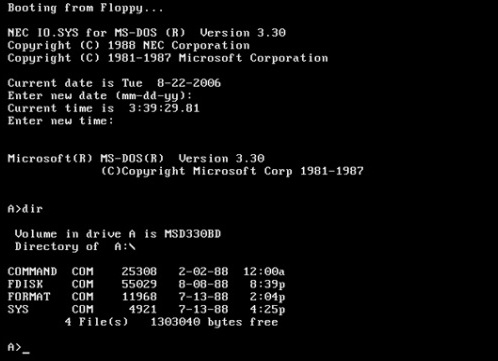 Booting from Floppy...
NEC IO.SYS for MS-DOS (R)  Version 3.30
Copyright (C) 1988 NEC Corporation
Copyright (C) 1981-1987 Microsoft Corporation
Current date is Tue  8-22-2006
Enter new date (mm-dd-yy):
Current time is  3:39:29.81
Enter new time:
Microsoft(R) MS-DOS(R)  Version 3.30
(C)Copyright Microsoft Corp 1981-1987
A>dir
Volume in drive A is MSD330BD
Directory of  A:\
COMMAND  COM    25308   2-02-88  12:00a
FDISK    COM    55029   8-08-88   8:39p
FORMAT   COM    11968   7-13-88   2:04p
SYS      COM     4921   7-13-88   4:25p
4 File(s)   1303040 bytes free
A>_